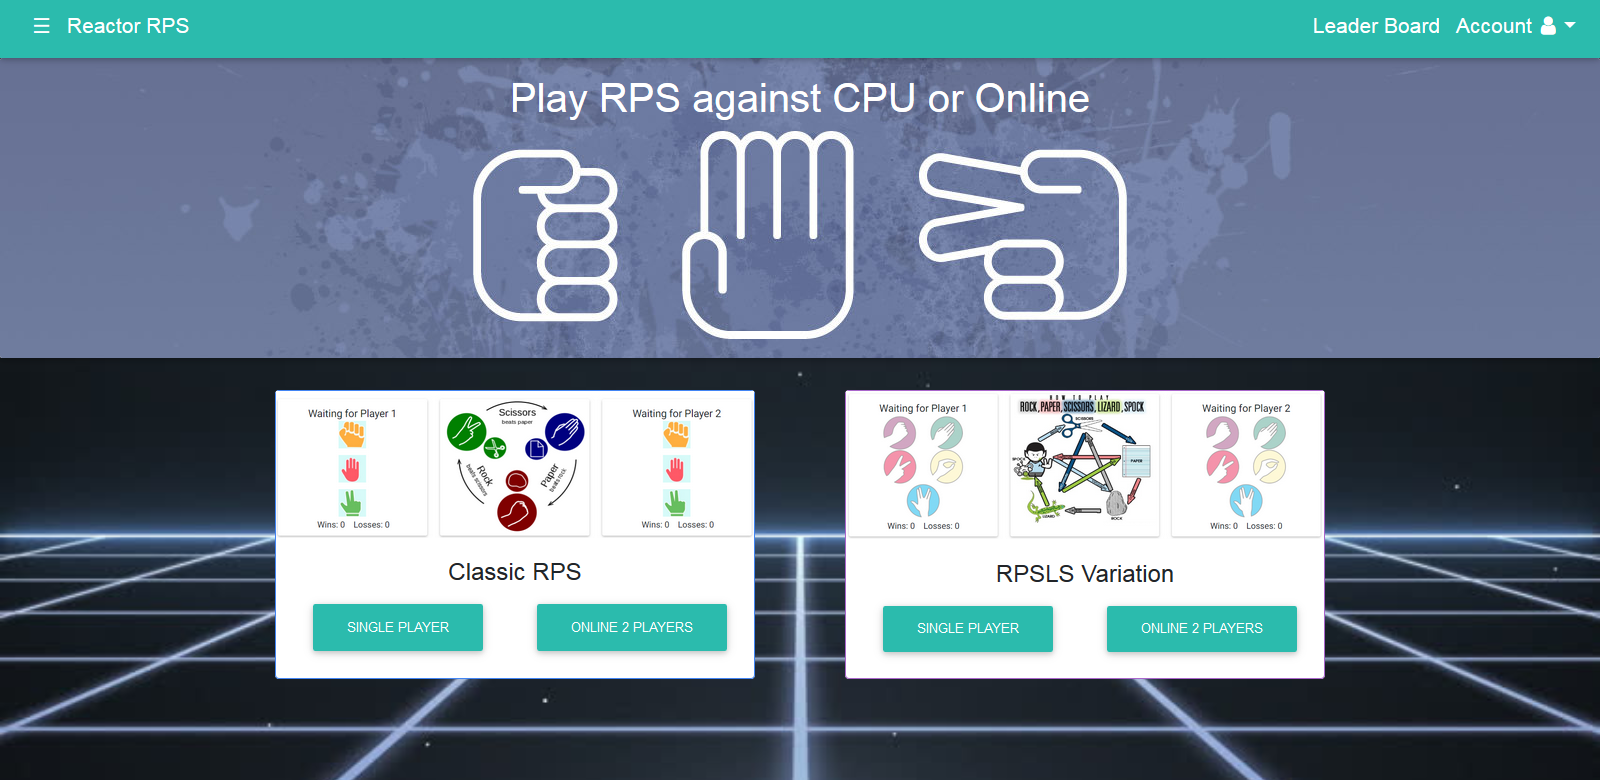 ☰ Reactor RPS
Leader Board Account
Play RPS against CPU or Online
Waiting for Player 1
Wins: 0 Losses: 0
Scissors
beats paper
Paper
beats rock
Rock
beats scissors
Waiting for Player 2
Wins: 0 Losses: 0
Classic RPS
SINGLE PLAYER
ONLINE 2 PLAYERS
Waiting for Player 1
Wins: 0 Losses: 0
HOW TO PLAY
ROCK, PAPER, SCISSORS, LIZARD, SPOCK
SCISSORS
SPOCK
PAPER
LIZARD
ROCK
Waiting for Player 2
Wins: 0 Losses: 0
RPSLS Variation
SINGLE PLAYER
ONLINE 2 PLAYERS